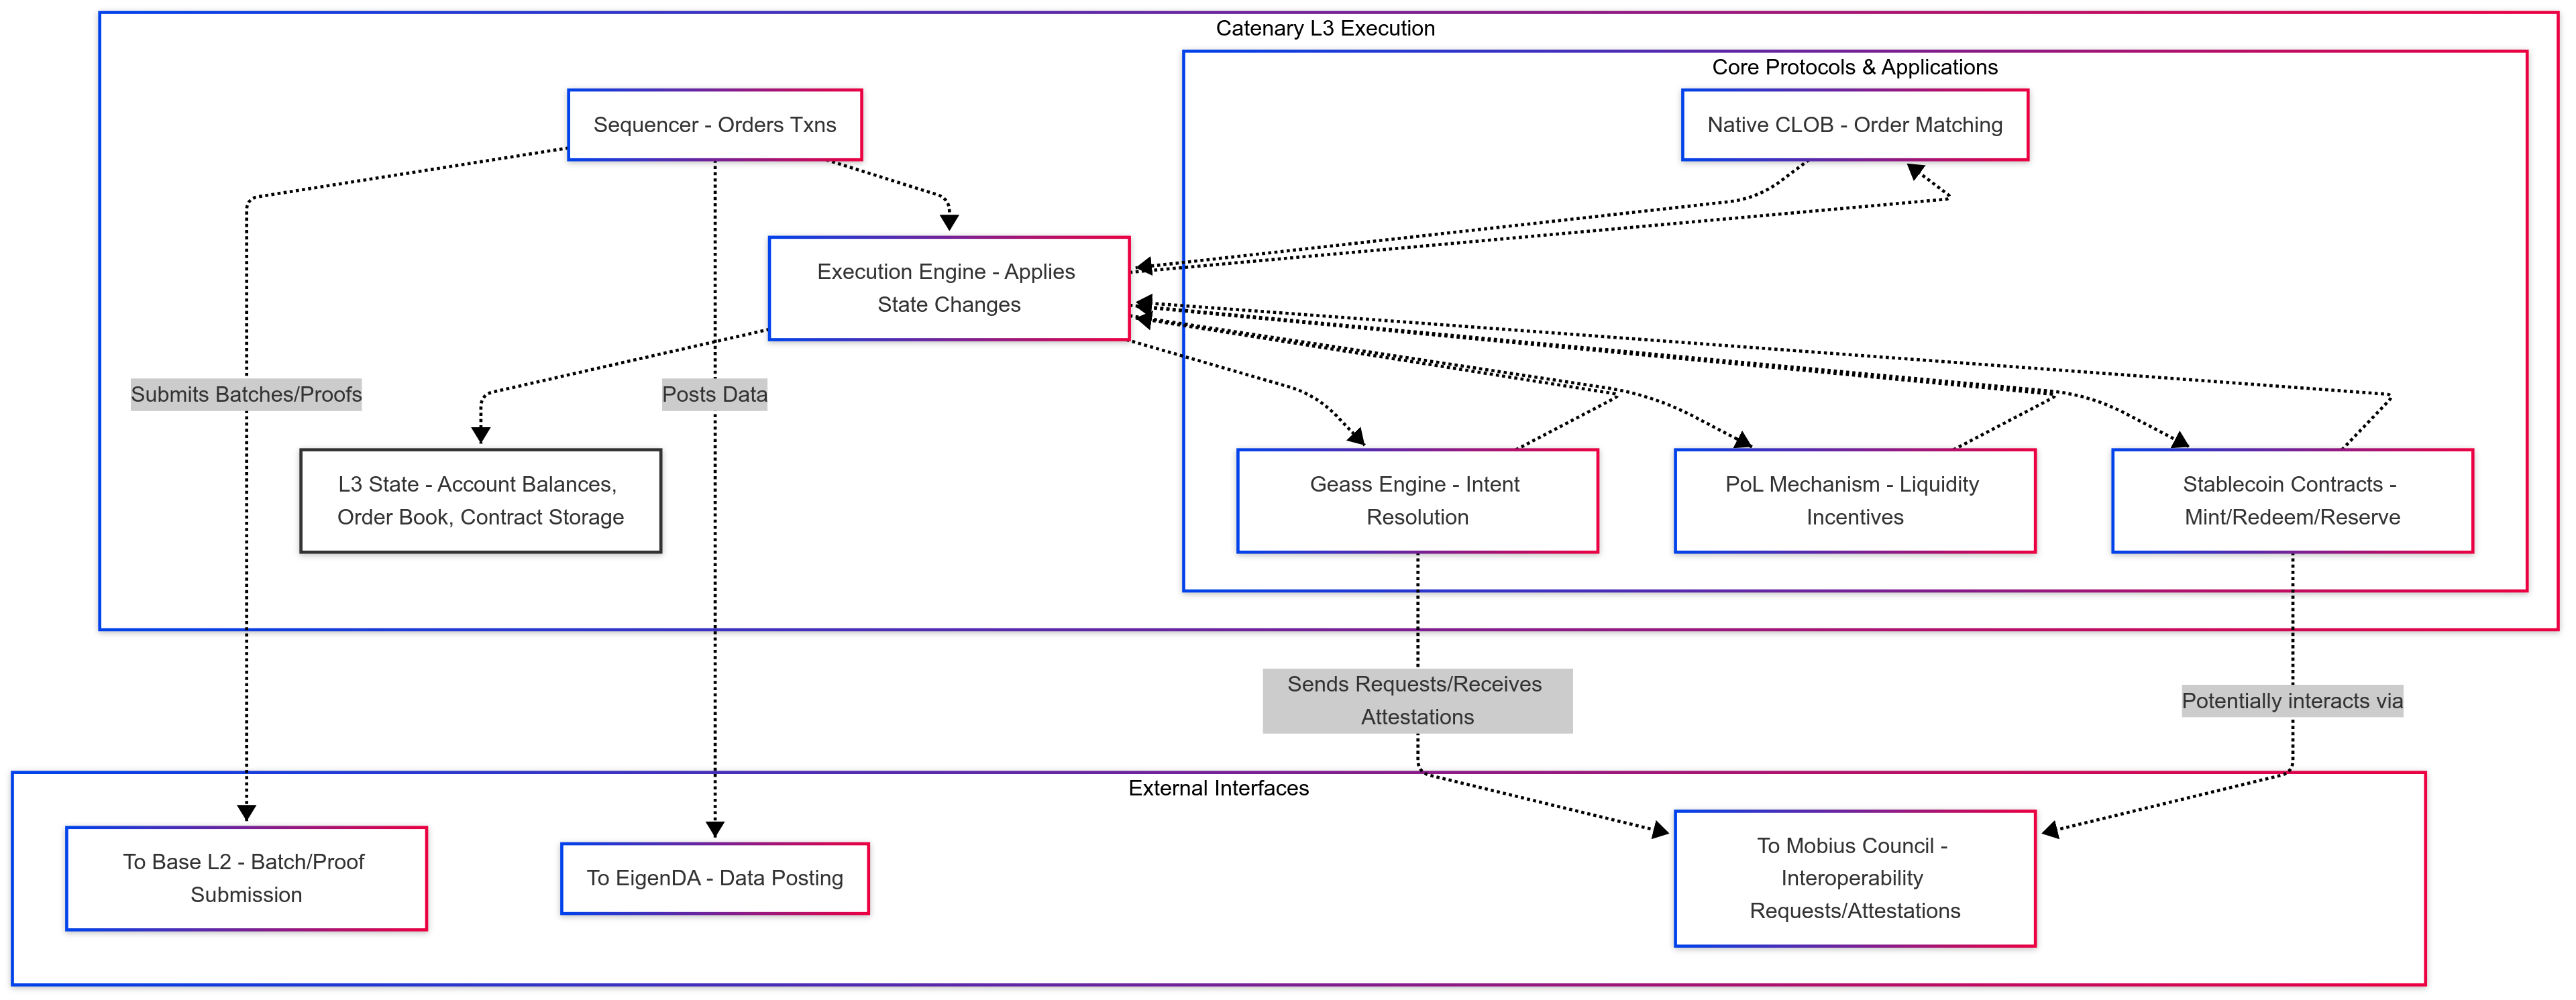 Catenary L3 Execution
Core Protocols & Applications
Sequencer - Orders Txns
Native CLOB - Order Matching
Execution Engine - Applies
State Changes
Submits Batches/Proofs
Posts Data
L3 State - Account Balances,
Order Book, Contract Storage
Geass Engine - Intent
Resolution
PoL Mechanism - Liquidity
Incentives
Stablecoin Contracts -
Mint/Redeem/Reserve
Sends Requests/Receives
Attestations
Potentially interacts via
External Interfaces
To Base L2 - Batch/Proof
Submission
To EigenDA - Data Posting
To Mobius Council -
Interoperability
Requests/Attestations